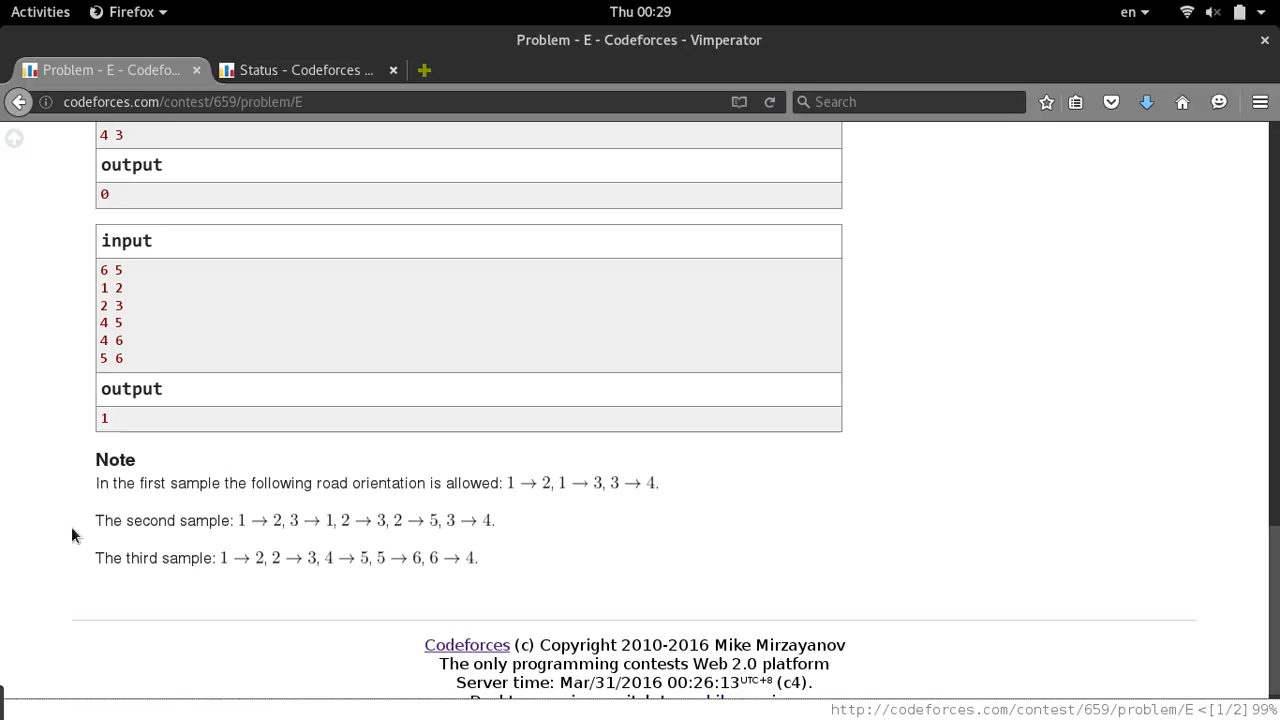 Activities Firefox Thu 00:29 en
Problem - E - Codeforces - Vimperator
Problem - E - Codefo... Status - Codeforces ...
codeforces.com/contest/659/problem/E Search
4 3
output
0
input
6 5
1 2
2 3
4 5
4 6
5 6
output
1
Note
In the first sample the following road orientation is allowed: 1 → 2, 1 → 3, 3 → 4.
The second sample: 1 → 2, 3 → 1, 2 → 3, 2 → 5, 3 → 4.
The third sample: 1 → 2, 2 → 3, 4 → 5, 5 → 6, 6 → 4.
Codeforces (c) Copyright 2010-2016 Mike Mirzayanov
The only programming contests Web 2.0 platform
Server time: Mar/31/2016 00:26:13UTC+8 (c4).
http://codeforces.com/contest/659/problem/E <[1/2] 99%